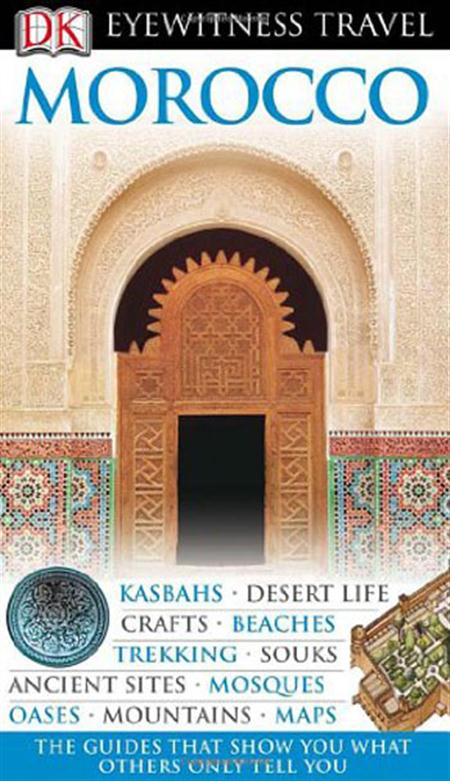 DK EYEWITNESS TRAVEL
MOROCCO
KASBAHS · DESERT LIFE
CRAFTS · BEACHES
TREKKING · SOUKS
ANCIENT SITES · MOSQUES
OASES · MOUNTAINS · MAPS
THE GUIDES THAT SHOW YOU WHAT
OTHERS ONLY TELL YOU